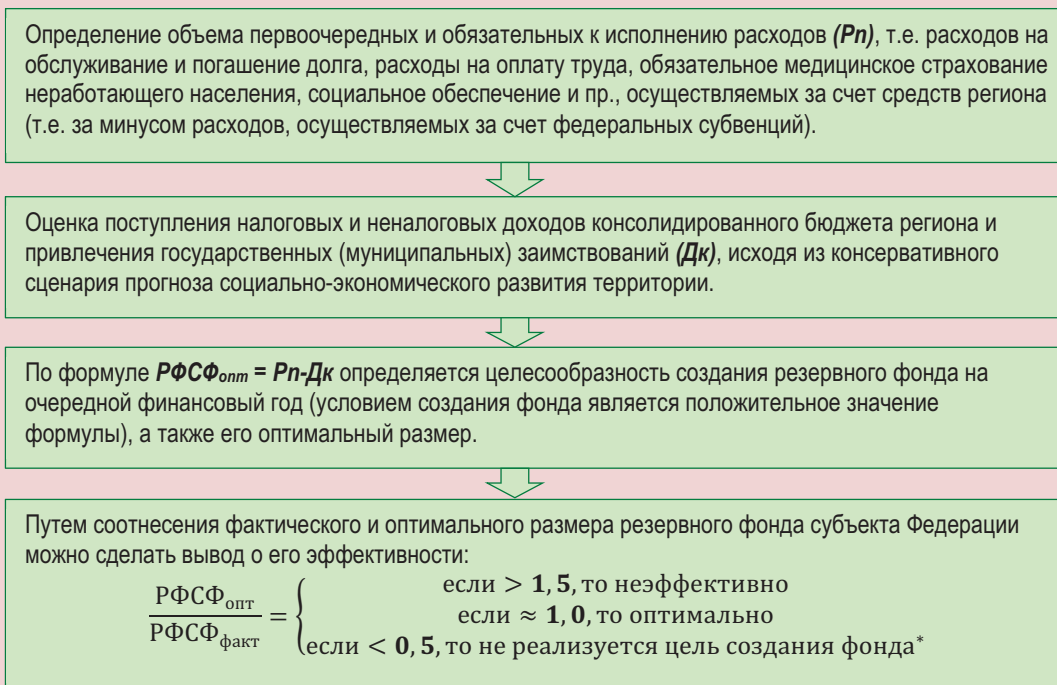 Определение объема первоочередных и обязательных к исполнению расходов (Рп), т.е. расходов на
обслуживание и погашение долга, расходы на оплату труда, обязательное медицинское страхование
неработающего населения, социальное обеспечение и пр., осуществляемых за счет средств региона
(т.е. за минусом расходов, осуществляемых за счет федеральных субвенций).
Оценка поступления налоговых и неналоговых доходов консолидированного бюджета региона и
привлечения государственных (муниципальных) заимствований (Дк), исходя из консервативного
сценария прогноза социально-экономического развития территории.
По формуле РФСФопт = Рп-Дк определяется целесообразность создания резервного фонда на
очередной финансовый год (условием создания фонда является положительное значение
формулы), а также его оптимальный размер.
Путем соотнесения фактического и оптимального размера резервного фонда субъекта Федерации
можно сделать вывод о его эффективности:
если > 1,5, то неэффективно
РФСФопт
РФСФфакт
= { если ≈ 1,0, то оптимально
если < 0,5, то не реализуется цель создания фонда*